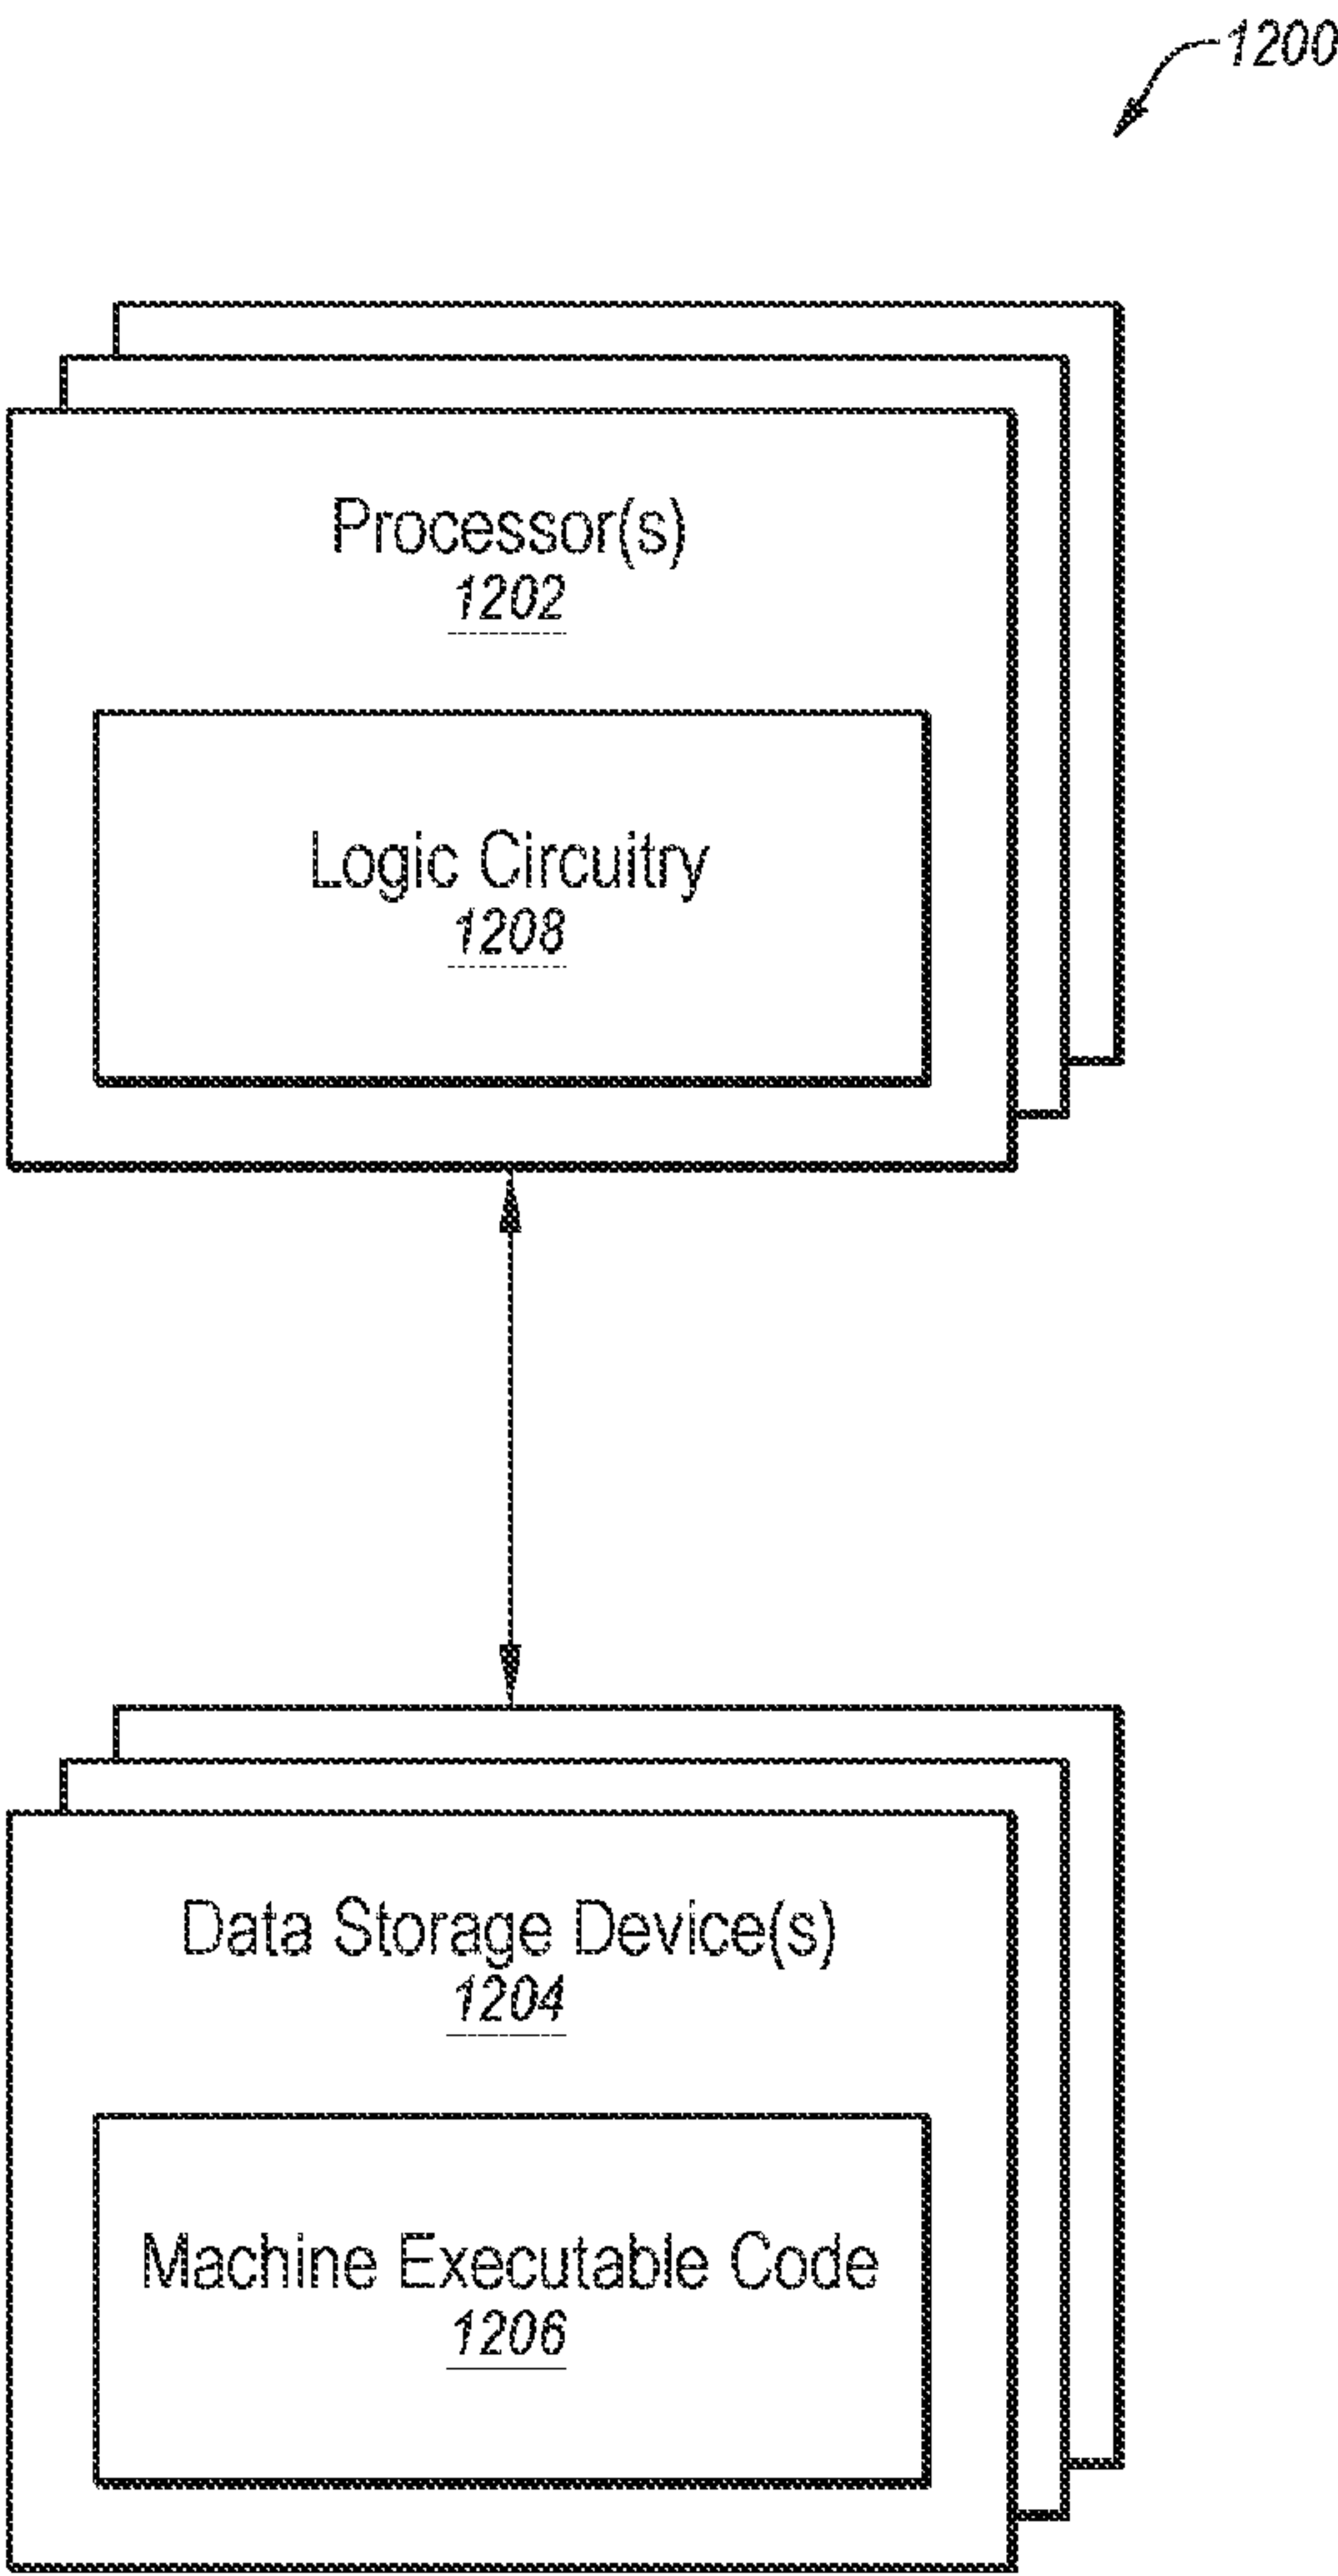 1200
Processor(s)
1202
Logic Circuitry
1208
Data Storage Device(s)
1204
Machine Executable Code
1206